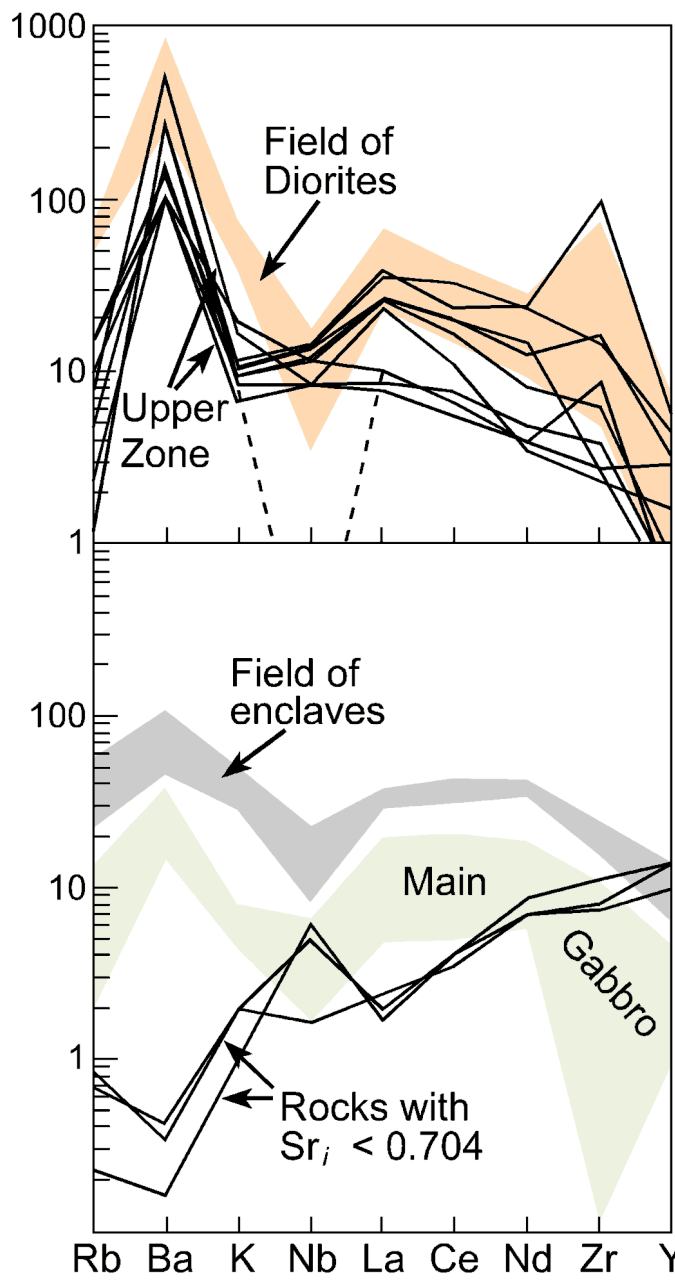 1000
Field of
Diorites
100
10
Upper
Zone
1
Field of
enclaves
100
Main
10
Gabbro
1
Rocks with
Sr i < 0.704
Rb Ba K Nb La Ce Nd Zr Y